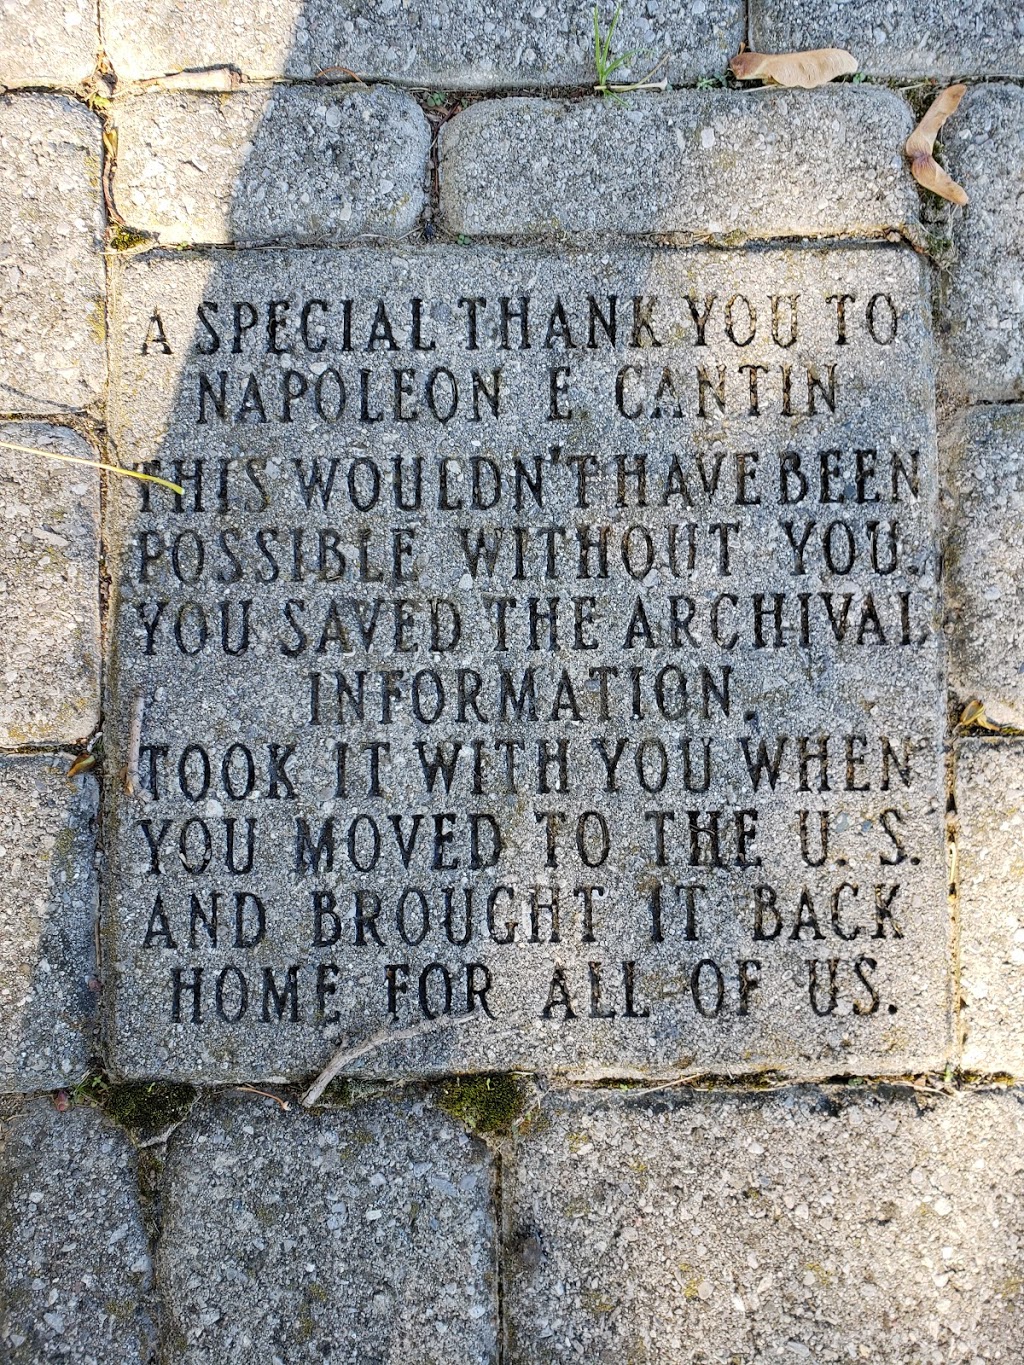 A SPECIAL THANK YOU TO
NAPOLEON E CANTIN
THIS WOULDN'T HAVE BEEN
POSSIBLE WITHOUT YOU.
YOU SAVED THE ARCHIVAL
INFORMATION.
TOOK IT WITH YOU WHEN
YOU MOVED TO THE U. S.
AND BROUGHT IT BACK
HOME FOR ALL OF US.